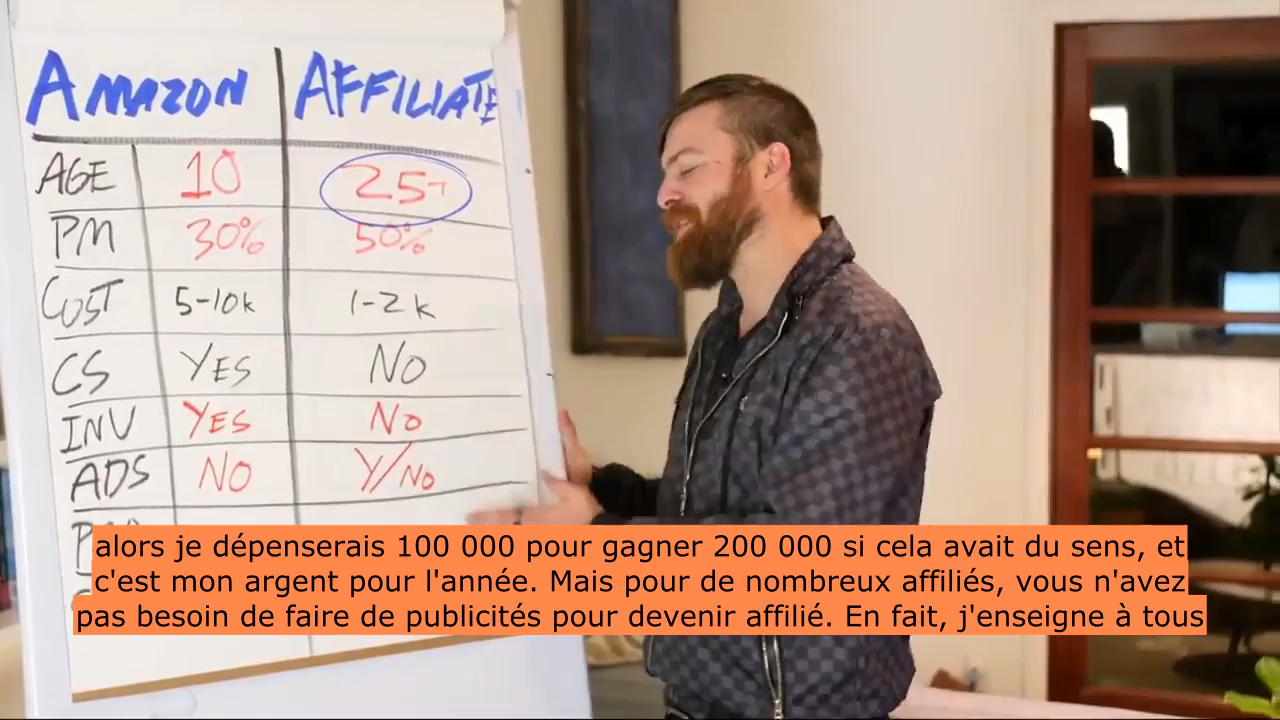 AMAZON AFFILIATE
AGE 10 25+
PM 30% 50%
COST 5-10k 1-2k
CS YES NO
INV YES NO
ADS NO Y/NO
alors je dépenserais 100 000 pour gagner 200 000 si cela avait du sens, et
c'est mon argent pour l'année. Mais pour de nombreux affiliés, vous n'avez
pas besoin de faire de publicités pour devenir affilié. En fait, j'enseigne à tous